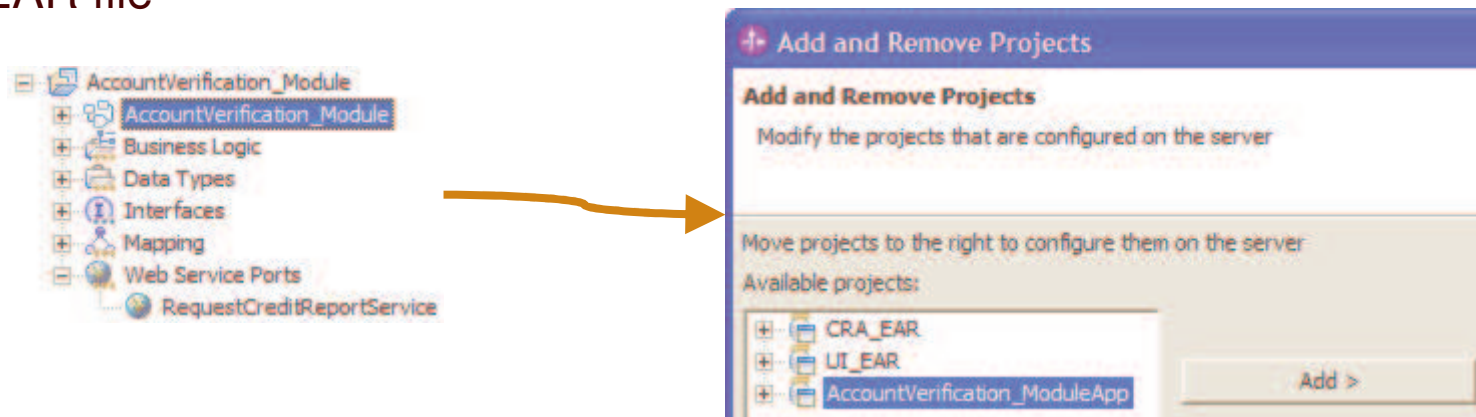 EAR file
AccountVerification_Module
AccountVerification_Module
Business Logic
Data Types
Interfaces
Mapping
Web Service Ports
RequestCreditReportService
Add and Remove Projects
Add and Remove Projects
Modify the projects that are configured on the server
Move projects to the right to configure them on the server
Available projects:
CRA_EAR
UI_EAR
AccountVerification_ModuleApp
Add >